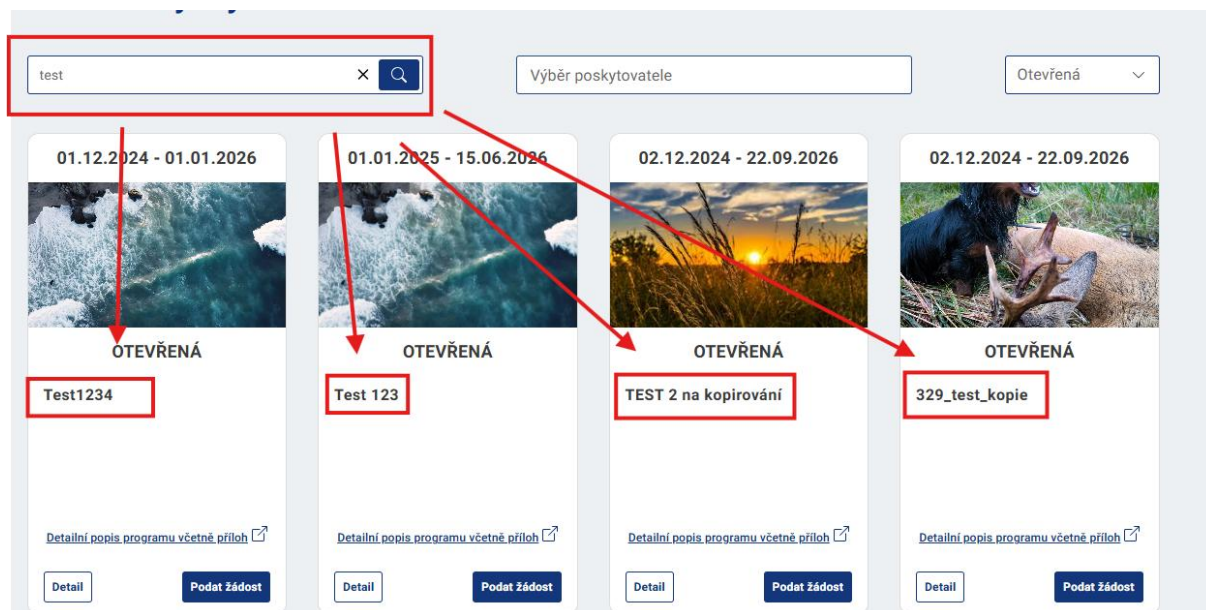 test
Výběr poskytovatele
Otevřená
01.12.2024 - 01.01.2026
01.01.2025 - 15.06.2026
02.12.2024 - 22.09.2026
02.12.2024 - 22.09.2026
OTEVŘENÁ
OTEVŘENÁ
OTEVŘENÁ
OTEVŘENÁ
Test1234
Test 123
TEST 2 na kopirování
329_test_kopie
Detailní popis programu včetně příloh
Detailní popis programu včetně příloh
Detailní popis programu včetně příloh
Detailní popis programu včetně příloh
Detail
Podat žádost
Detail
Podat žádost
Detail
Podat žádost
Detail
Podat žádost